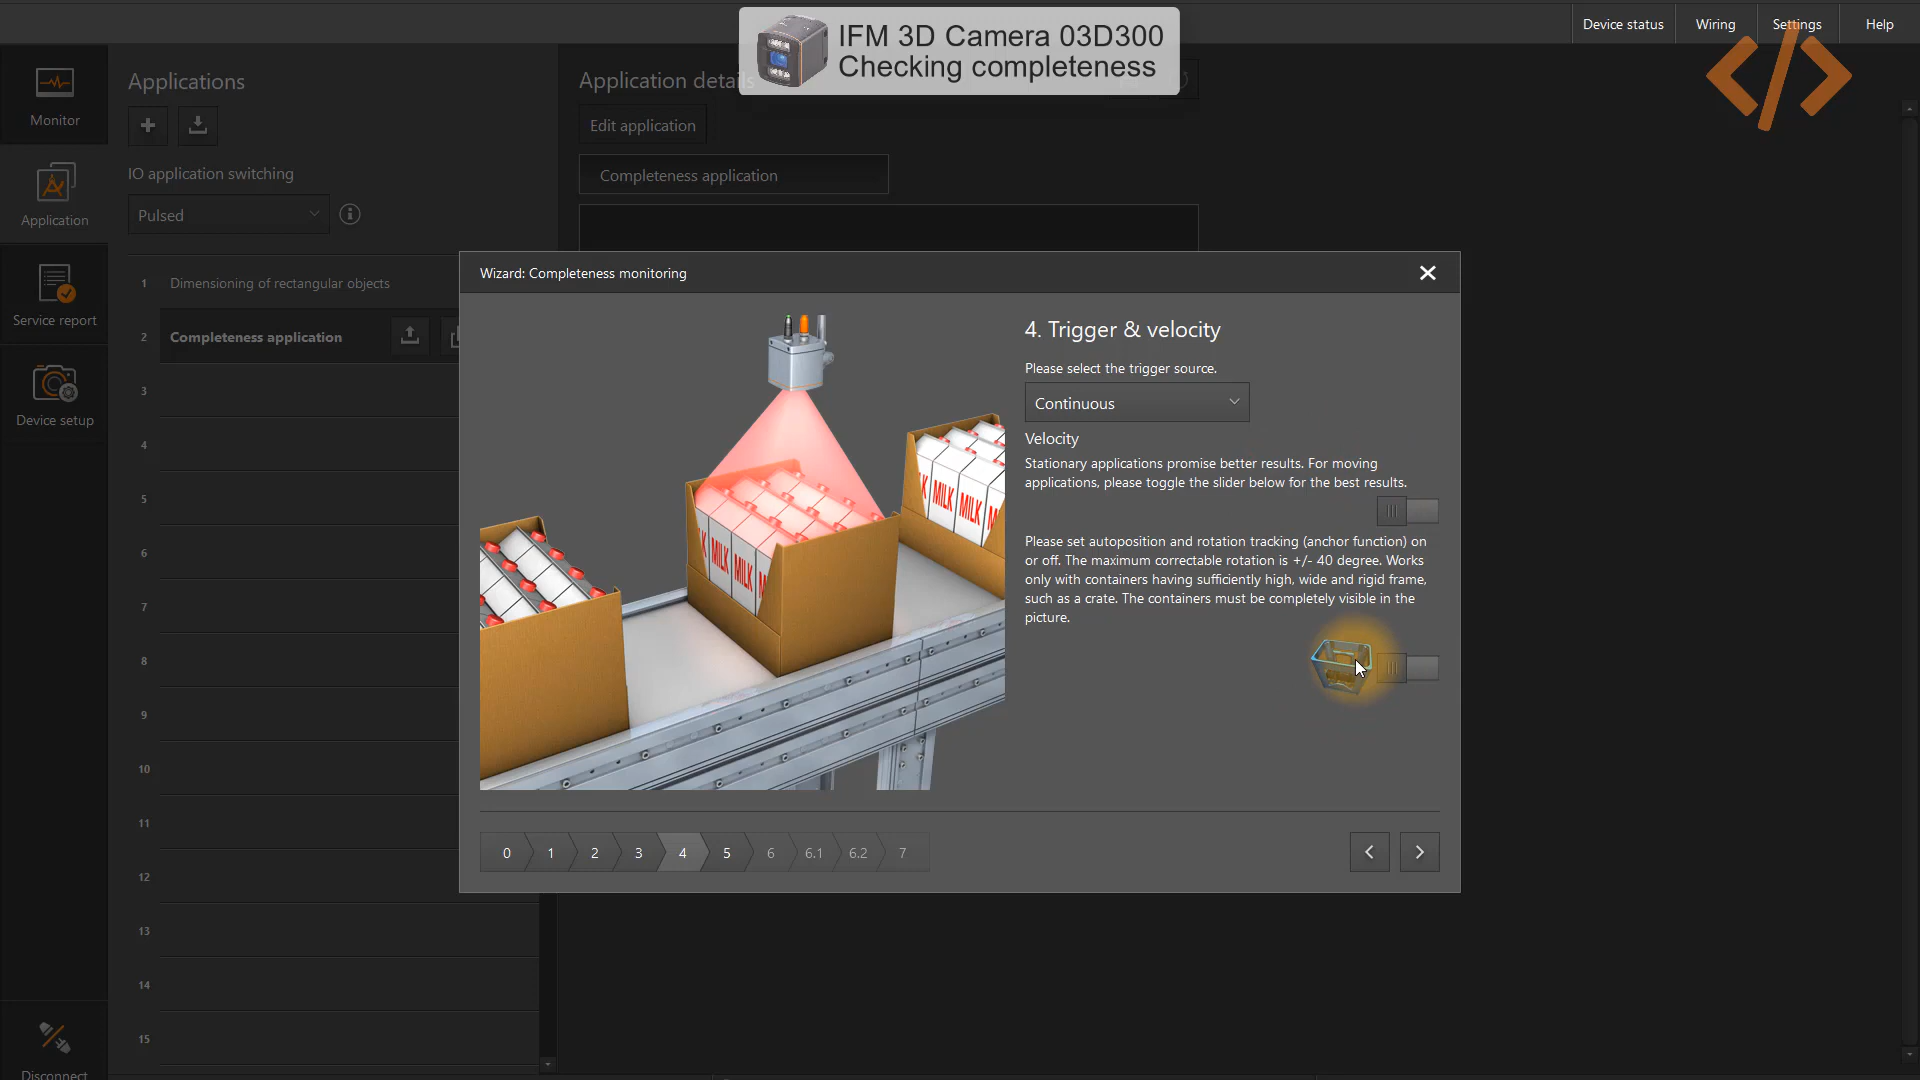 IFM 3D Camera 03D300
Checking completeness
Device status
Wiring
Settings
Help
Monitor
Application
Service report
Device setup
Disconnect
Applications
IO application switching
Pulsed
1 Dimensioning of rectangular objects
2 Completeness application
3
4
5
6
7
8
9
10
11
12
13
14
15
Application details
Edit application
Completeness application
Wizard: Completeness monitoring
MILK MILK
MILK MILK
4. Trigger & velocity
Please select the trigger source.
Continuous
Velocity
Stationary applications promise better results. For moving
applications, please toggle the slider below for the best results.
Please set autoposition and rotation tracking (anchor function) on
or off. The maximum correctable rotation is +/- 40 degree. Works
only with containers having sufficiently high, wide and rigid frame,
such as a crate. The containers must be completely visible in the
picture.
0 1 2 3 4 5 6 6.1 6.2 7